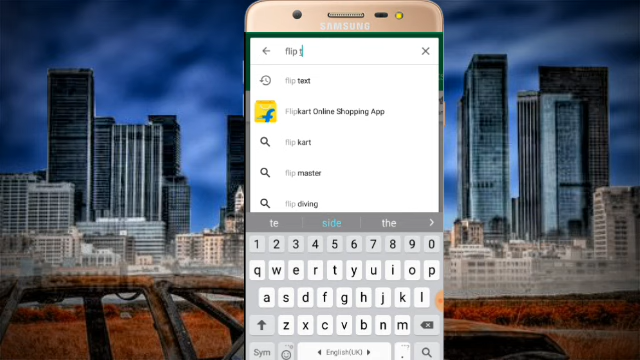 SAMSUNG
flip t
flip text
Flipkart Online Shopping App
flip kart
flip master
flip diving
te side the
1 2 3 4 5 6 7 8 9 0
q w e r t y u i o p
a s d f g h j k l
z x c v b n m
Sym English(UK) .